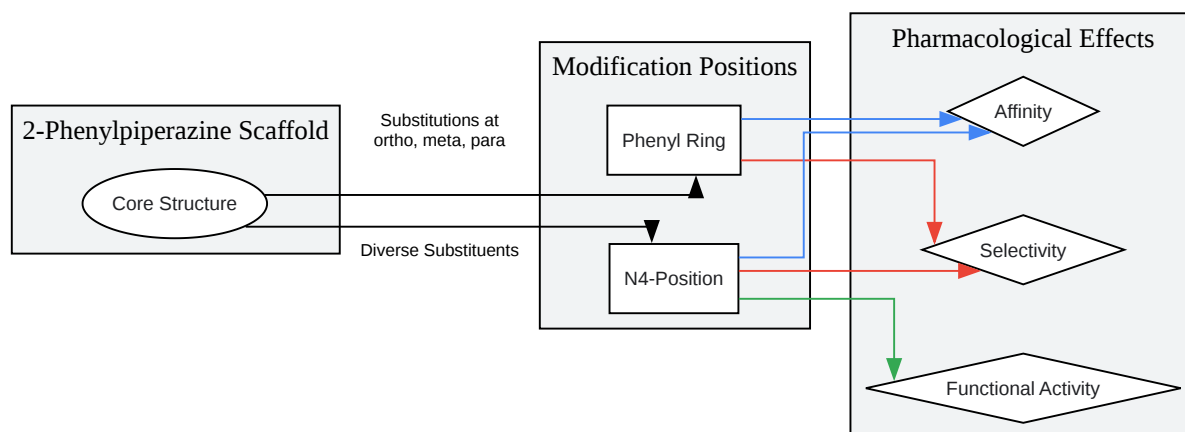 2-Phenylpiperazine Scaffold
Core Structure
Substitutions at
ortho, meta, para
Diverse Substituents
Modification Positions
Phenyl Ring
N4-Position
Pharmacological Effects
Affinity
Selectivity
Functional Activity